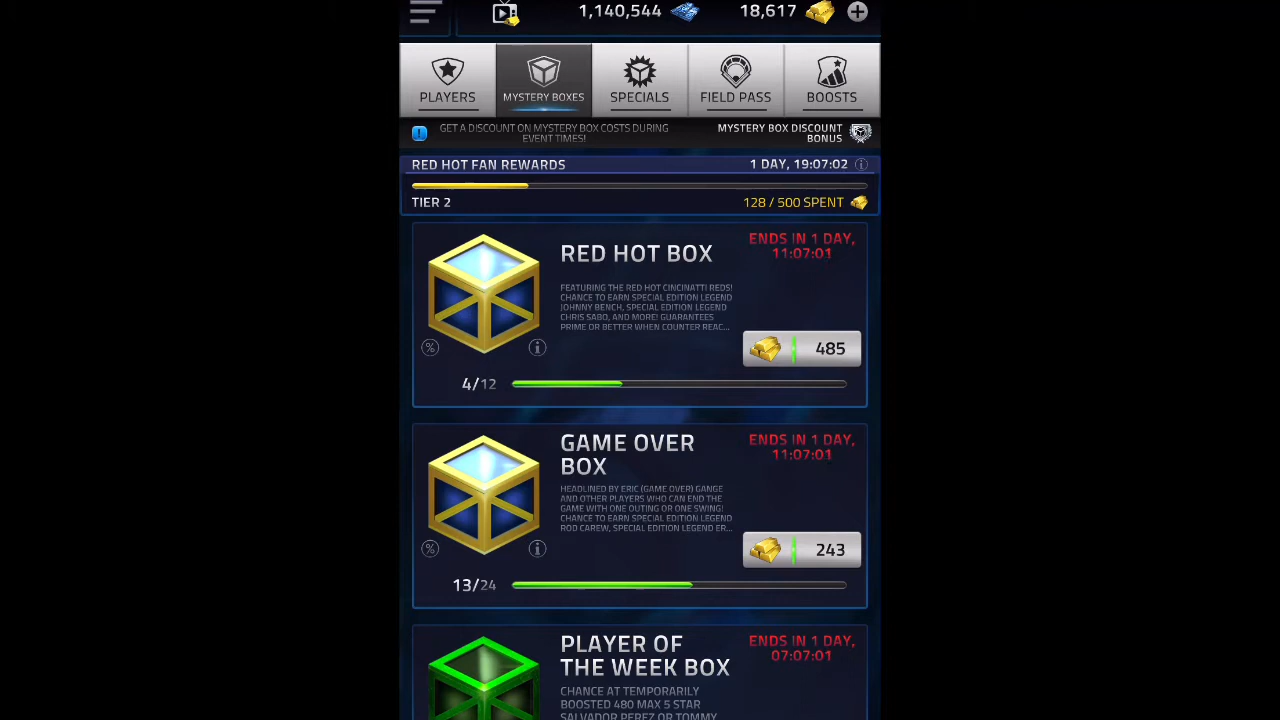 1,140,544 18,617
PLAYERS MYSTERY BOXES SPECIALS FIELD PASS BOOSTS
GET A DISCOUNT ON MYSTERY BOX COSTS DURING
EVENT TIMES!
MYSTERY BOX DISCOUNT
BONUS
RED HOT FAN REWARDS 1 DAY, 19:07:02
TIER 2 128 / 500 SPENT
RED HOT BOX
ENDS IN 1 DAY,
11:07:01
FEATURING THE RED HOT CINCINATTI REDS!
CHANCE TO EARN SPECIAL EDITION LEGEND
JOHNNY BENCH, SPECIAL EDITION LEGEND
CHRIS SABO, AND MORE! GUARANTEES
PRIME OR BETTER WHEN COUNTER REAC...
% i 485
4/12
GAME OVER
BOX
ENDS IN 1 DAY,
11:07:01
HEADLINED BY ERIC (GAME OVER) GANGE
AND OTHER PLAYERS WHO CAN END THE
GAME WITH ONE OUTING OR ONE SWING!
CHANCE TO EARN SPECIAL EDITION LEGEND
ROD CAREW, SPECIAL EDITION LEGEND ER...
% i 243
13/24
PLAYER OF
THE WEEK BOX
ENDS IN 1 DAY,
07:07:01
CHANCE AT TEMPORARILY
BOOSTED 480 MAX 5 STAR
SALVADOR PEREZ OR TOMMY